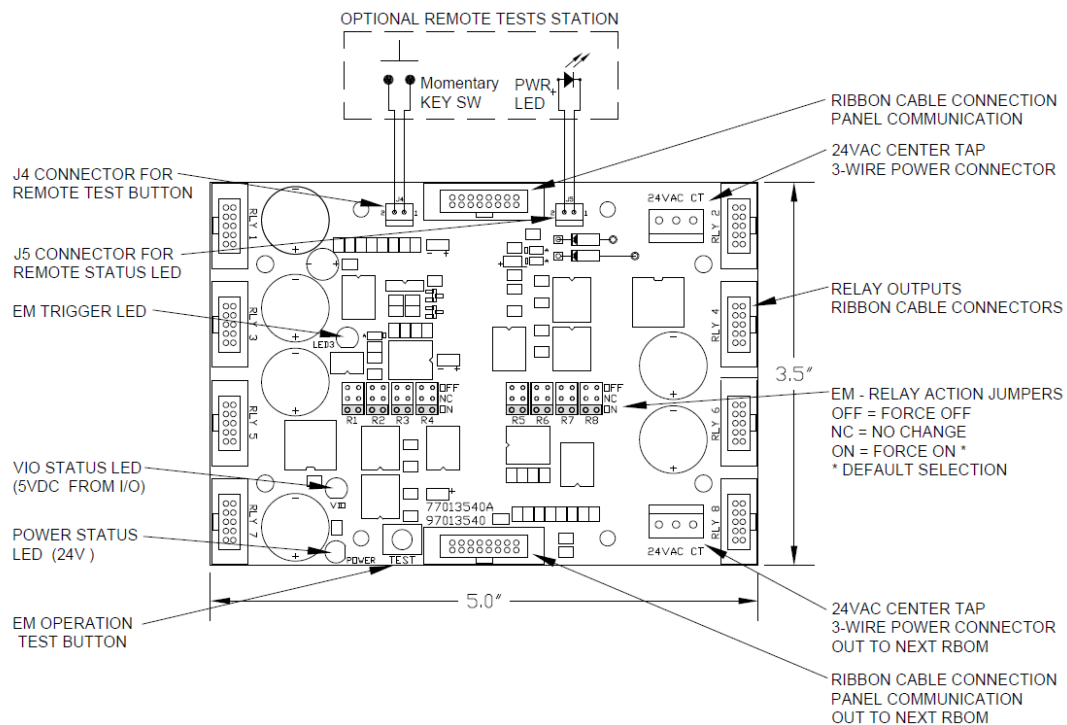 OPTIONAL REMOTE TESTS STATION
Momentary
KEY SW
PWR
LED
+
RIBBON CABLE CONNECTION
PANEL COMMUNICATION
24VAC CENTER TAP
3-WIRE POWER CONNECTOR
J4 CONNECTOR FOR
REMOTE TEST BUTTON
J5 CONNECTOR FOR
REMOTE STATUS LED
EM TRIGGER LED
RELAY OUTPUTS
RIBBON CABLE CONNECTORS
EM - RELAY ACTION JUMPERS
OFF = FORCE OFF
NC = NO CHANGE
ON = FORCE ON *
* DEFAULT SELECTION
VIO STATUS LED
(5VDC FROM I/O)
POWER STATUS
LED (24V )
EM OPERATION
TEST BUTTON
24VAC CENTER TAP
3-WIRE POWER CONNECTOR
OUT TO NEXT RBOM
RIBBON CABLE CONNECTION
PANEL COMMUNICATION
OUT TO NEXT RBOM
J4
2 1
J5
2 1
24VAC CT
RLY 1
RLY 2
RLY 3
RLY 4
RLY 5
RLY 6
RLY 7
RLY 8
LED3
OFF
NC
ON
R1 R2 R3 R4
OFF
NC
ON
R5 R6 R7 R8
VIO
77013540A
97013540
POWER
TEST
24VAC CT
3.5"
5.0"